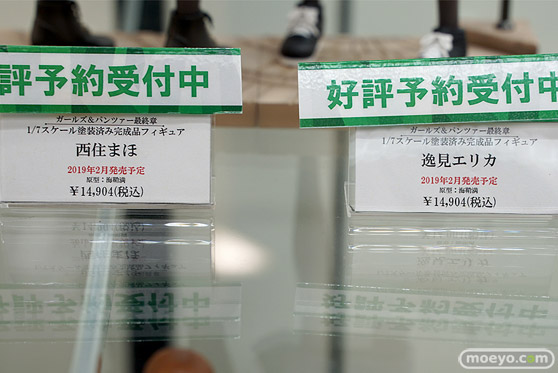 評予約受付中
ガールズ&パンツァー最終章
1/7スケール塗装済み完成品フィギュア
西住まほ
2019年2月発売予定
原型：海鞘満
￥14,904(税込)
好評予約受付中
ガールズ&パンツァー最終章
1/7スケール塗装済み完成品フィギュア
逸見エリカ
2019年2月発売予定
原型：海鞘満
￥14,904(税込)
moeyo.com